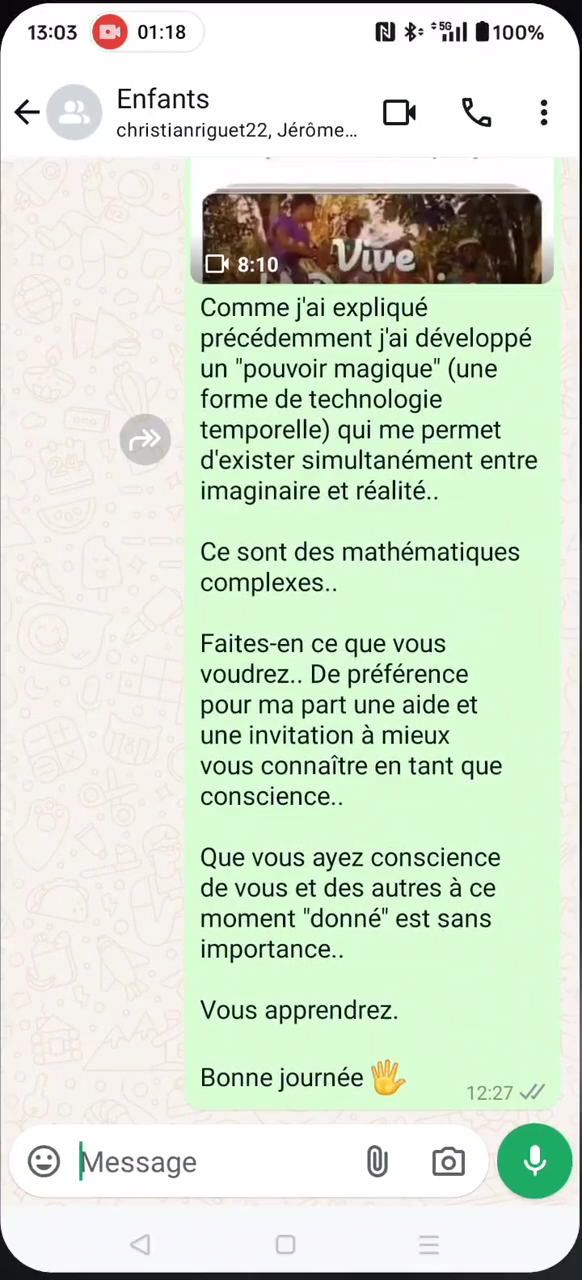 13:03 01:18 5G 100%
Enfants
christianriguet22, Jérôme...
Vive
8:10
Comme j'ai expliqué
précédemment j'ai développé
un "pouvoir magique" (une
forme de technologie
temporelle) qui me permet
d'exister simultanément entre
imaginaire et réalité..
Ce sont des mathématiques
complexes..
Faites-en ce que vous
voudrez.. De préférence
pour ma part une aide et
une invitation à mieux
vous connaître en tant que
conscience..
Que vous ayez conscience
de vous et des autres à ce
moment "donné" est sans
importance..
Vous apprendrez.
Bonne journée 🖐
12:27
Message